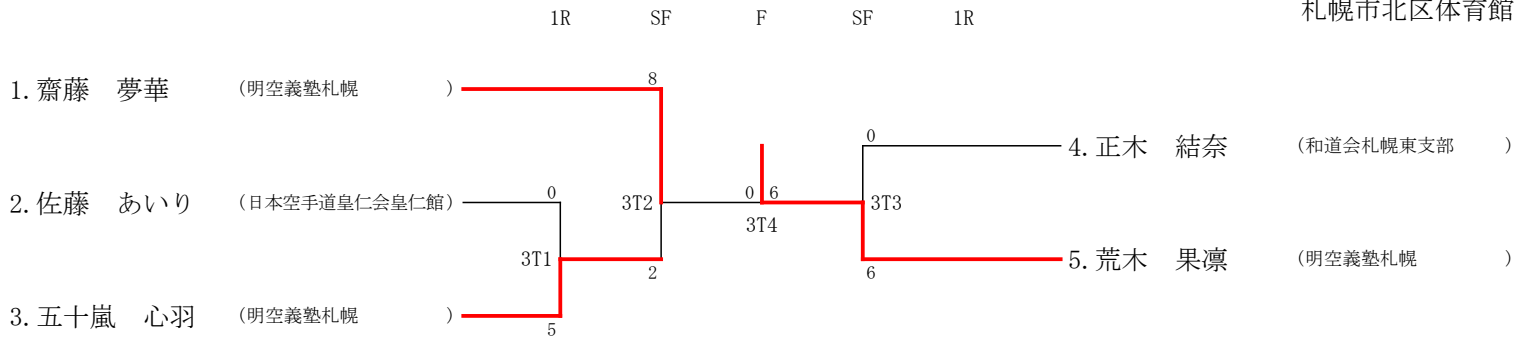 札幌市北区体育館
1R SF F SF 1R
8
1. 齋藤　夢華 (明空義塾札幌 )
0
4. 正木　結奈 (和道会札幌東支部 )
0
0 6
2. 佐藤　あいり (日本空手道皇仁会皇仁館)
3T2
3T3
3T4
3T1
2
6
5. 荒木　果凛 (明空義塾札幌 )
3. 五十嵐　心羽 (明空義塾札幌 )
5